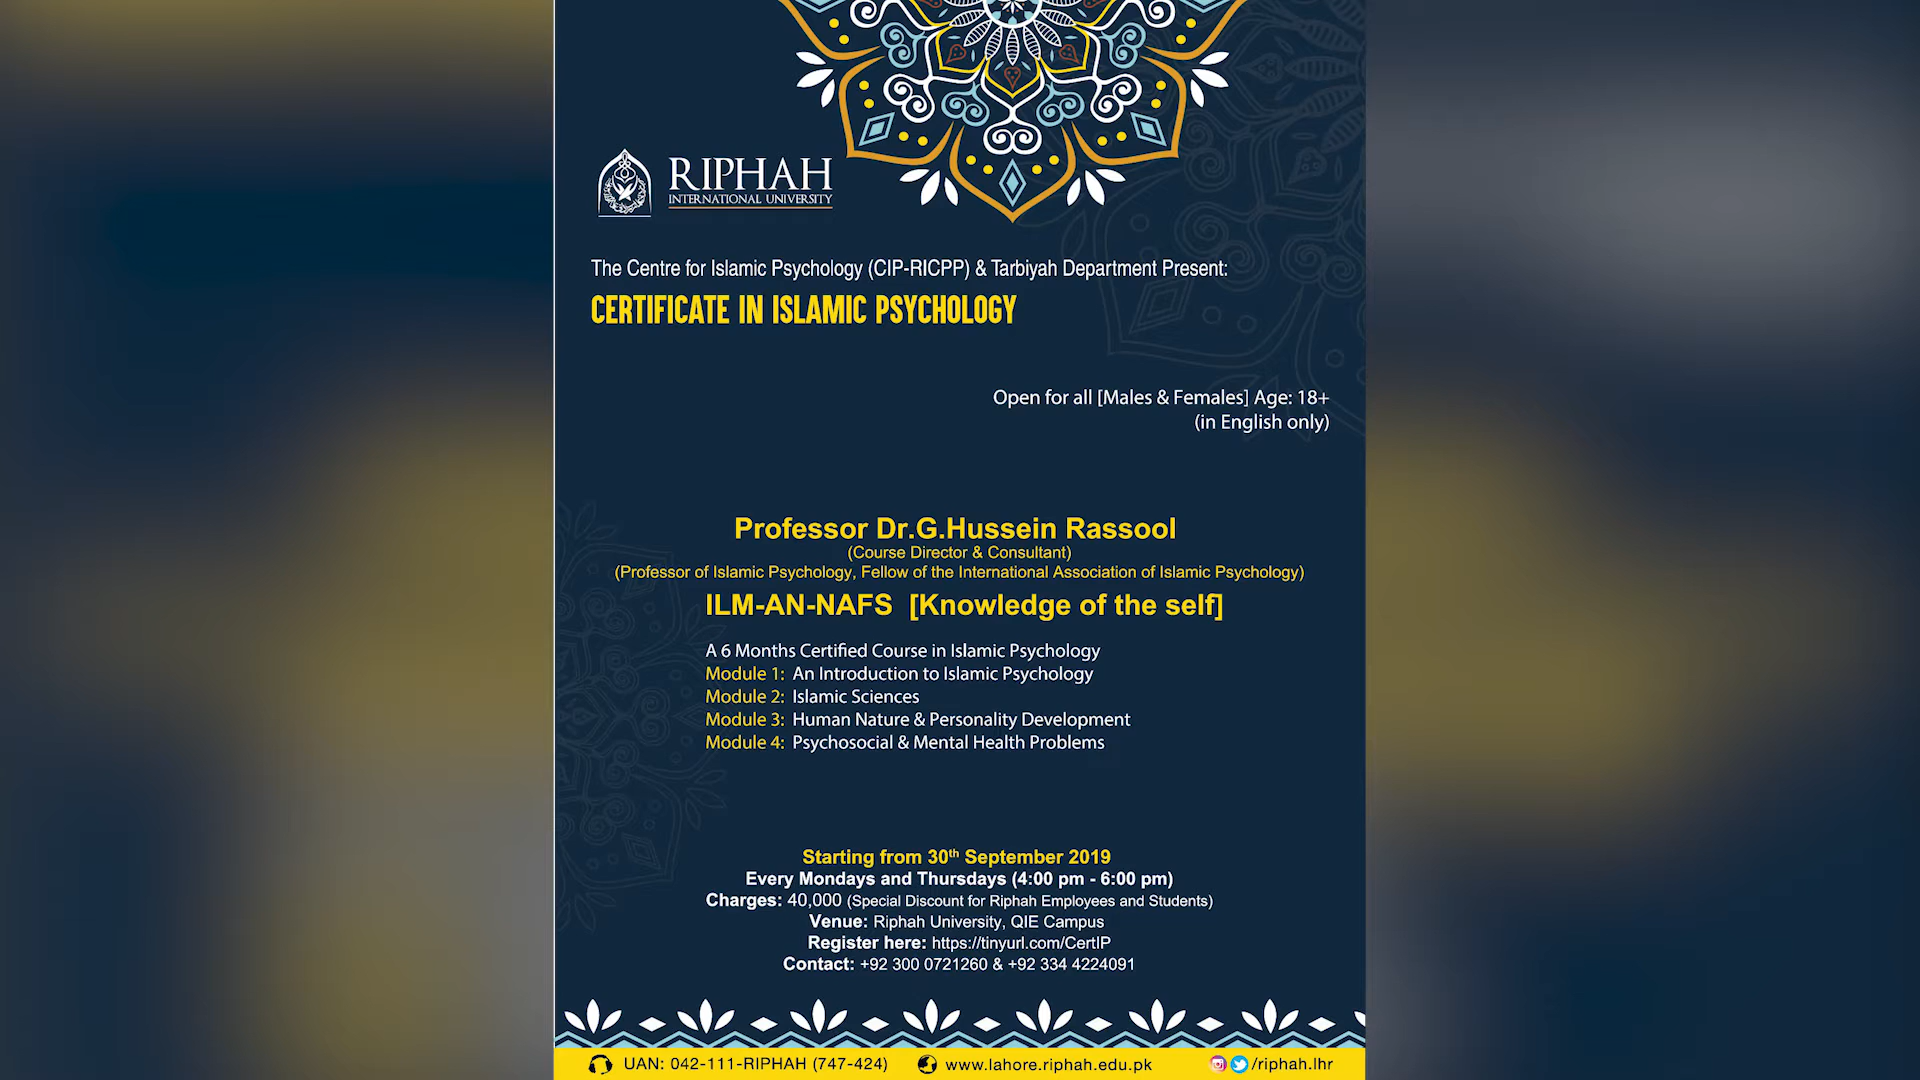 RIPHAH
INTERNATIONAL UNIVERSITY
The Centre for Islamic Psychology (CIP-RICPP) & Tarbiyah Department Present:
CERTIFICATE IN ISLAMIC PSYCHOLOGY
Open for all [Males & Females] Age: 18+
(in English only)
Professor Dr.G.Hussein Rassool
(Course Director & Consultant)
(Professor of Islamic Psychology, Fellow of the International Association of Islamic Psychology)
ILM-AN-NAFS [Knowledge of the self]
A 6 Months Certified Course in Islamic Psychology
Module 1: An Introduction to Islamic Psychology
Module 2: Islamic Sciences
Module 3: Human Nature & Personality Development
Module 4: Psychosocial & Mental Health Problems
Starting from 30th September 2019
Every Mondays and Thursdays (4:00 pm - 6:00 pm)
Charges: 40,000 (Special Discount for Riphah Employees and Students)
Venue: Riphah University, QIE Campus
Register here: https://tinyurl.com/CertIP
Contact: +92 300 0721260 & +92 334 4224091
UAN: 042-111-RIPHAH (747-424)
www.lahore.riphah.edu.pk
/riphah.lhr